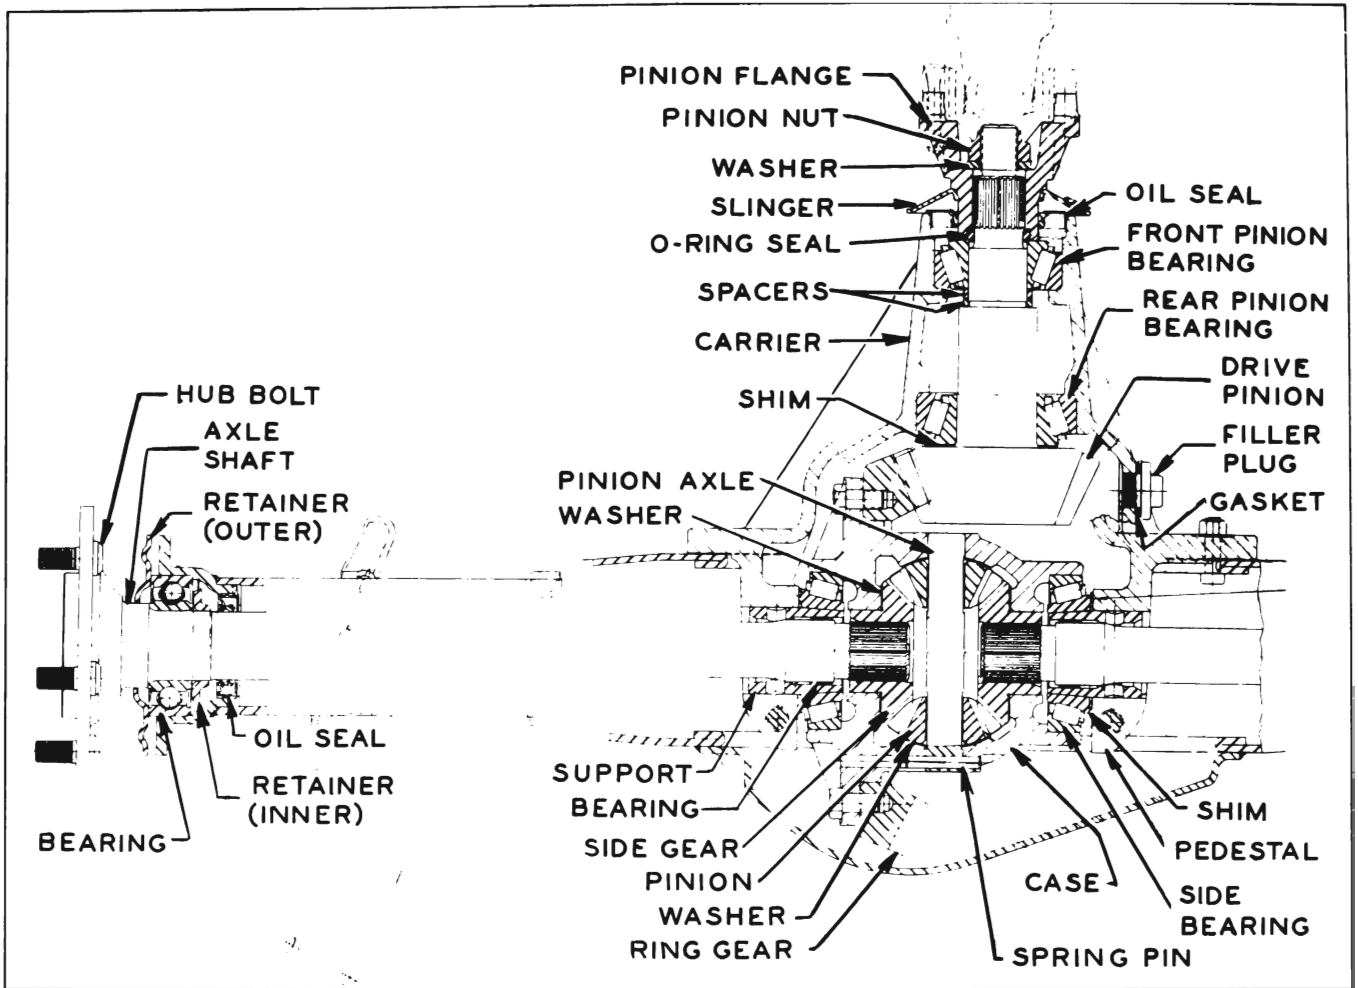 PINION FLANGE
PINION NUT
WASHER
SLINGER
O-RING SEAL
SPACERS
CARRIER
SHIM
PINION AXLE
WASHER
OIL SEAL
FRONT PINION
BEARING
REAR PINION
BEARING
DRIVE
PINION
FILLER
PLUG
GASKET
HUB BOLT
AXLE
SHAFT
RETAINER
(OUTER)
OIL SEAL
RETAINER
(INNER)
BEARING
SUPPORT
BEARING
SIDE GEAR
PINION
WASHER
RING GEAR
SHIM
PEDESTAL
CASE
SIDE
BEARING
SPRING PIN